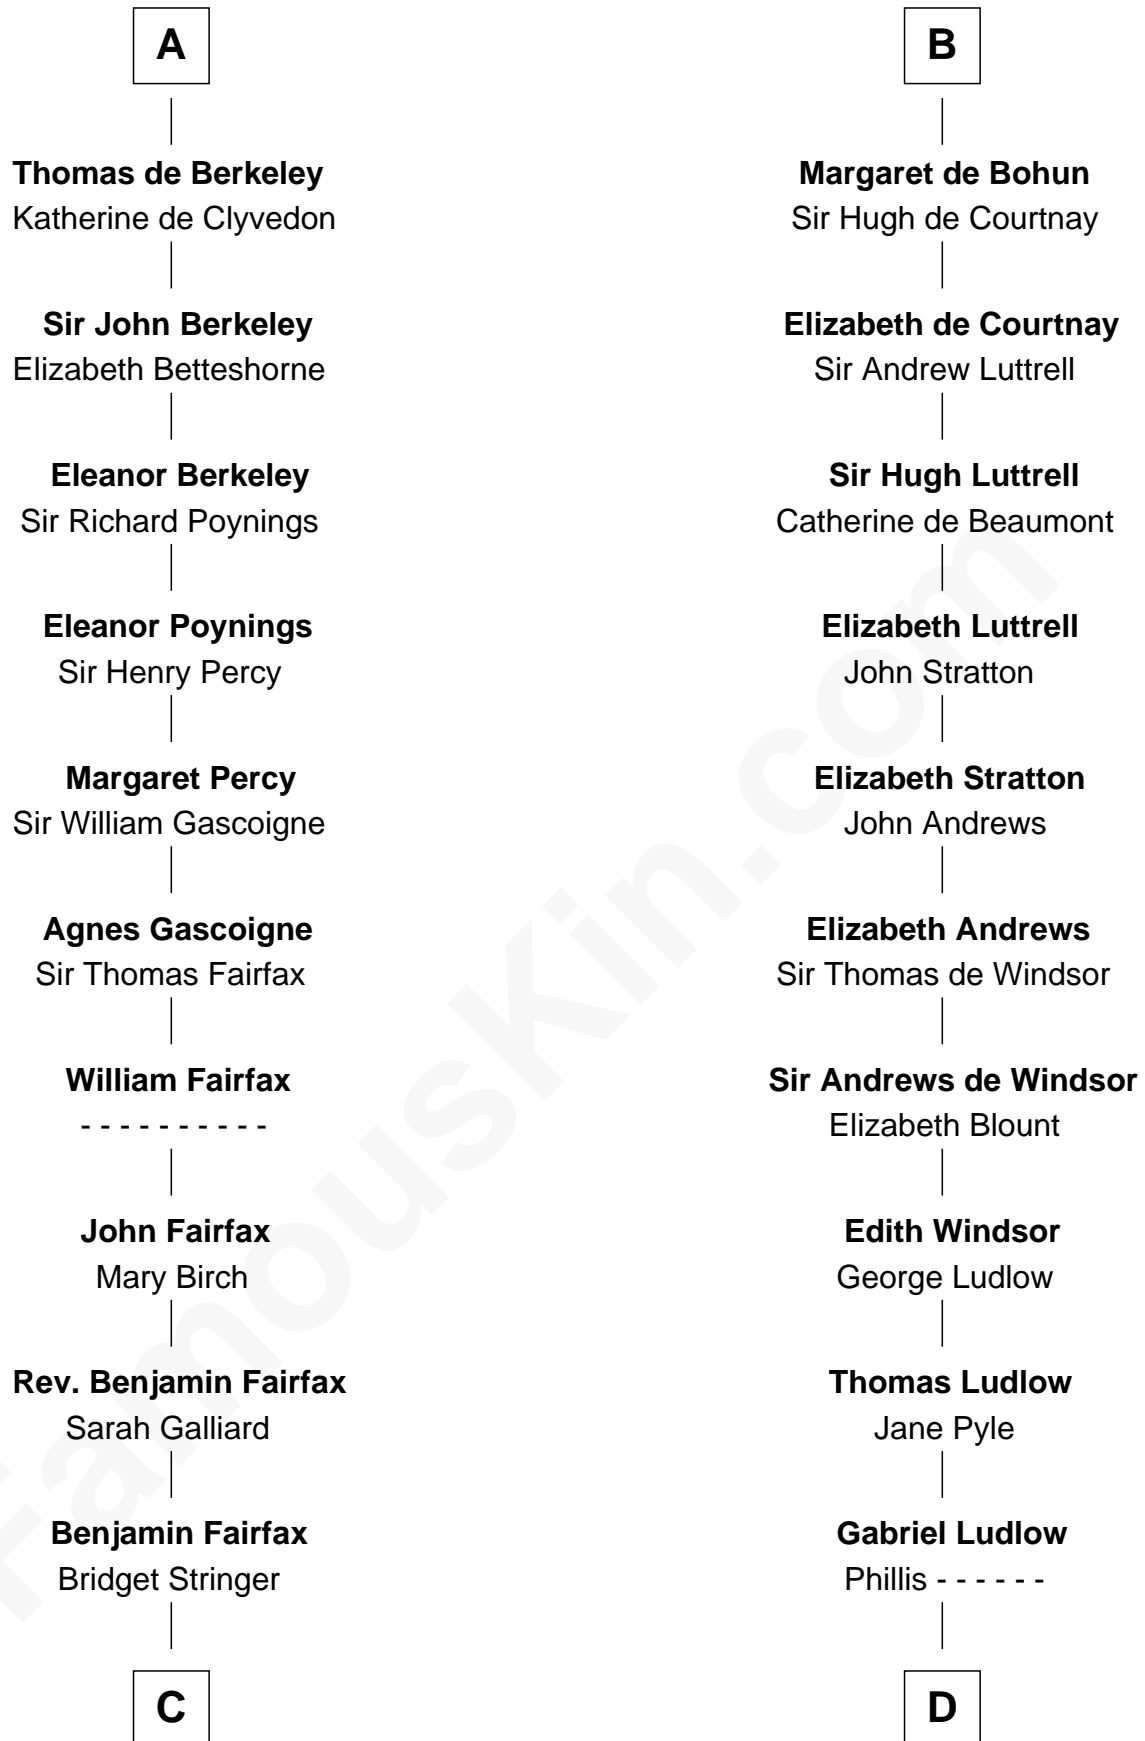 A
Thomas de Berkeley
Katherine de Clyvedon
Sir John Berkeley
Elizabeth Betteshorne
Eleanor Berkeley
Sir Richard Poynings
Eleanor Poynings
Sir Henry Percy
Margaret Percy
Sir William Gascoigne
Agnes Gascoigne
Sir Thomas Fairfax
William Fairfax
- - - - - - - - - -
John Fairfax
Mary Birch
Rev. Benjamin Fairfax
Sarah Galliard
Benjamin Fairfax
Bridget Stringer
C
B
Margaret de Bohun
Sir Hugh de Courtnay
Elizabeth de Courtnay
Sir Andrew Luttrell
Sir Hugh Luttrell
Catherine de Beaumont
Elizabeth Luttrell
John Stratton
Elizabeth Stratton
John Andrews
Elizabeth Andrews
Sir Thomas de Windsor
Sir Andrews de Windsor
Elizabeth Blount
Edith Windsor
George Ludlow
Thomas Ludlow
Jane Pyle
Gabriel Ludlow
Phillis - - - - - -
D
FamousKin.com